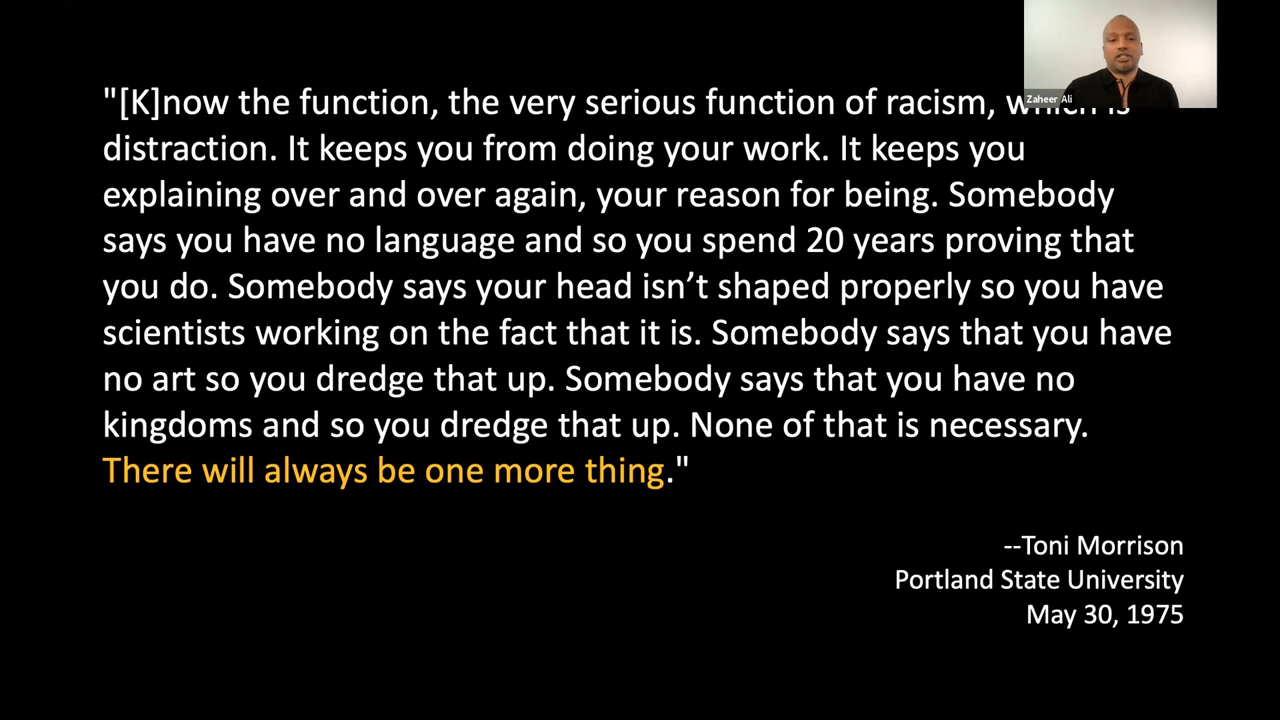 "[K]now the function, the very serious function of racism, which is
distraction. It keeps you from doing your work. It keeps you
explaining over and over again, your reason for being. Somebody
says you have no language and so you spend 20 years proving that
you do. Somebody says your head isn’t shaped properly so you have
scientists working on the fact that it is. Somebody says that you have
no art so you dredge that up. Somebody says that you have no
kingdoms and so you dredge that up. None of that is necessary.
There will always be one more thing."
--Toni Morrison
Portland State University
May 30, 1975
Zaheer Ali